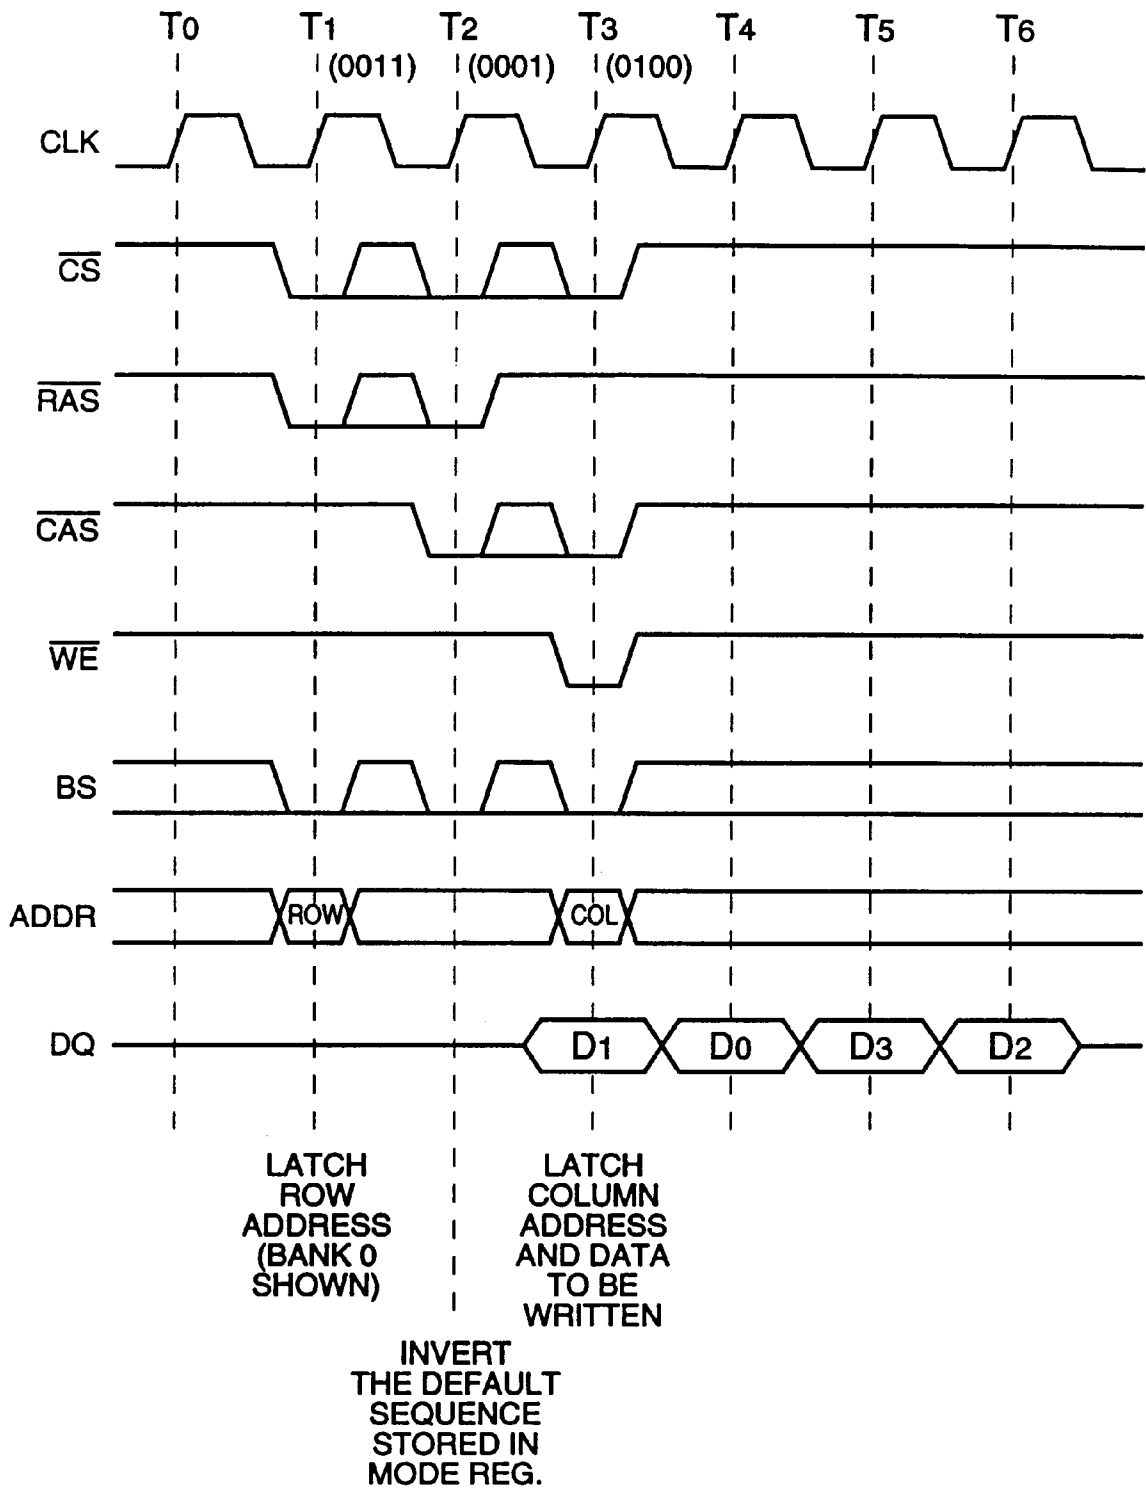 T0 T1 T2 T3 T4 T5 T6
(0011) (0001) (0100)
CLK
CS
RAS
CAS
WE
BS
ADDR ROW COL
DQ D1 D0 D3 D2
LATCH
ROW
ADDRESS
(BANK 0
SHOWN)
LATCH
COLUMN
ADDRESS
AND DATA
TO BE
WRITTEN
INVERT
THE DEFAULT
SEQUENCE
STORED IN
MODE REG.